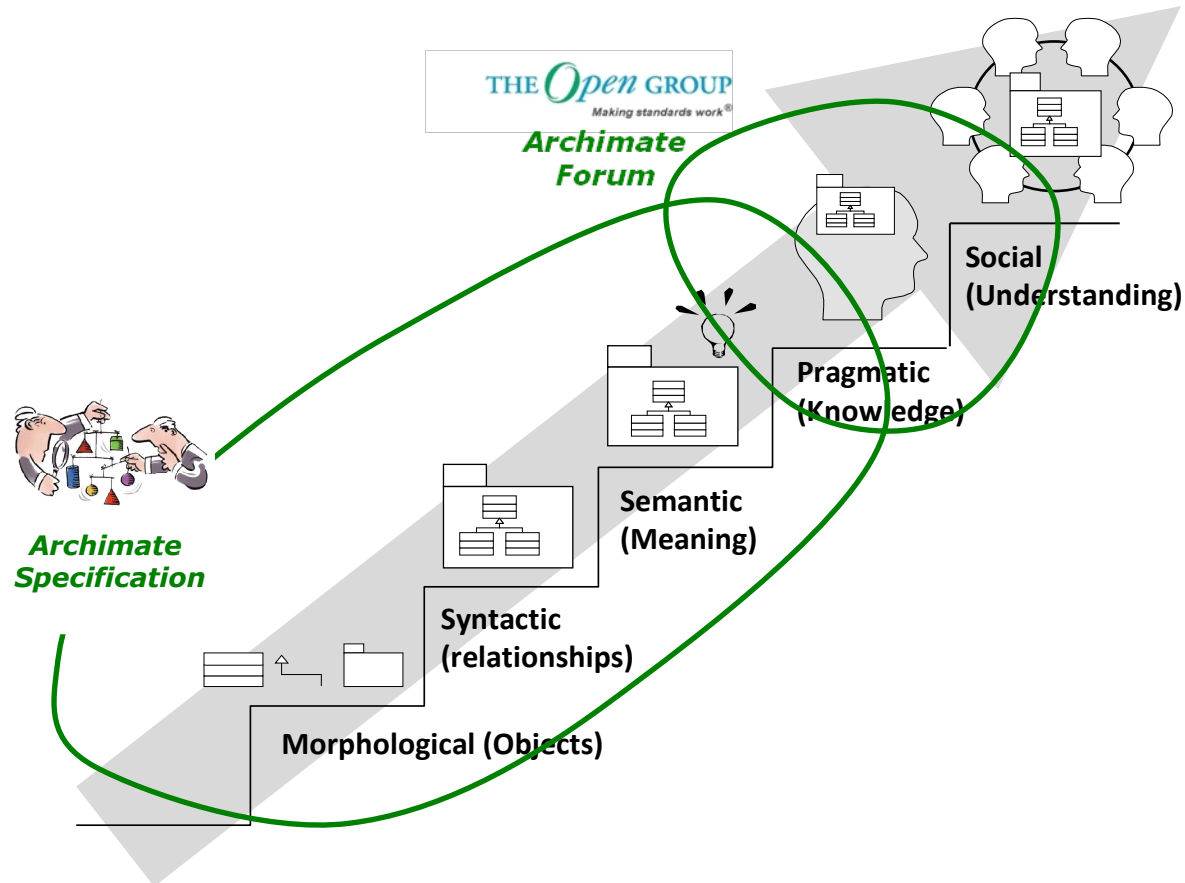 THE Open GROUP
Making standards work®
Archimate
Forum
Social
(Understanding)
Pragmatic
(Knowledge)
Semantic
(Meaning)
Archimate
Specification
Syntactic
(relationships)
Morphological (Objects)